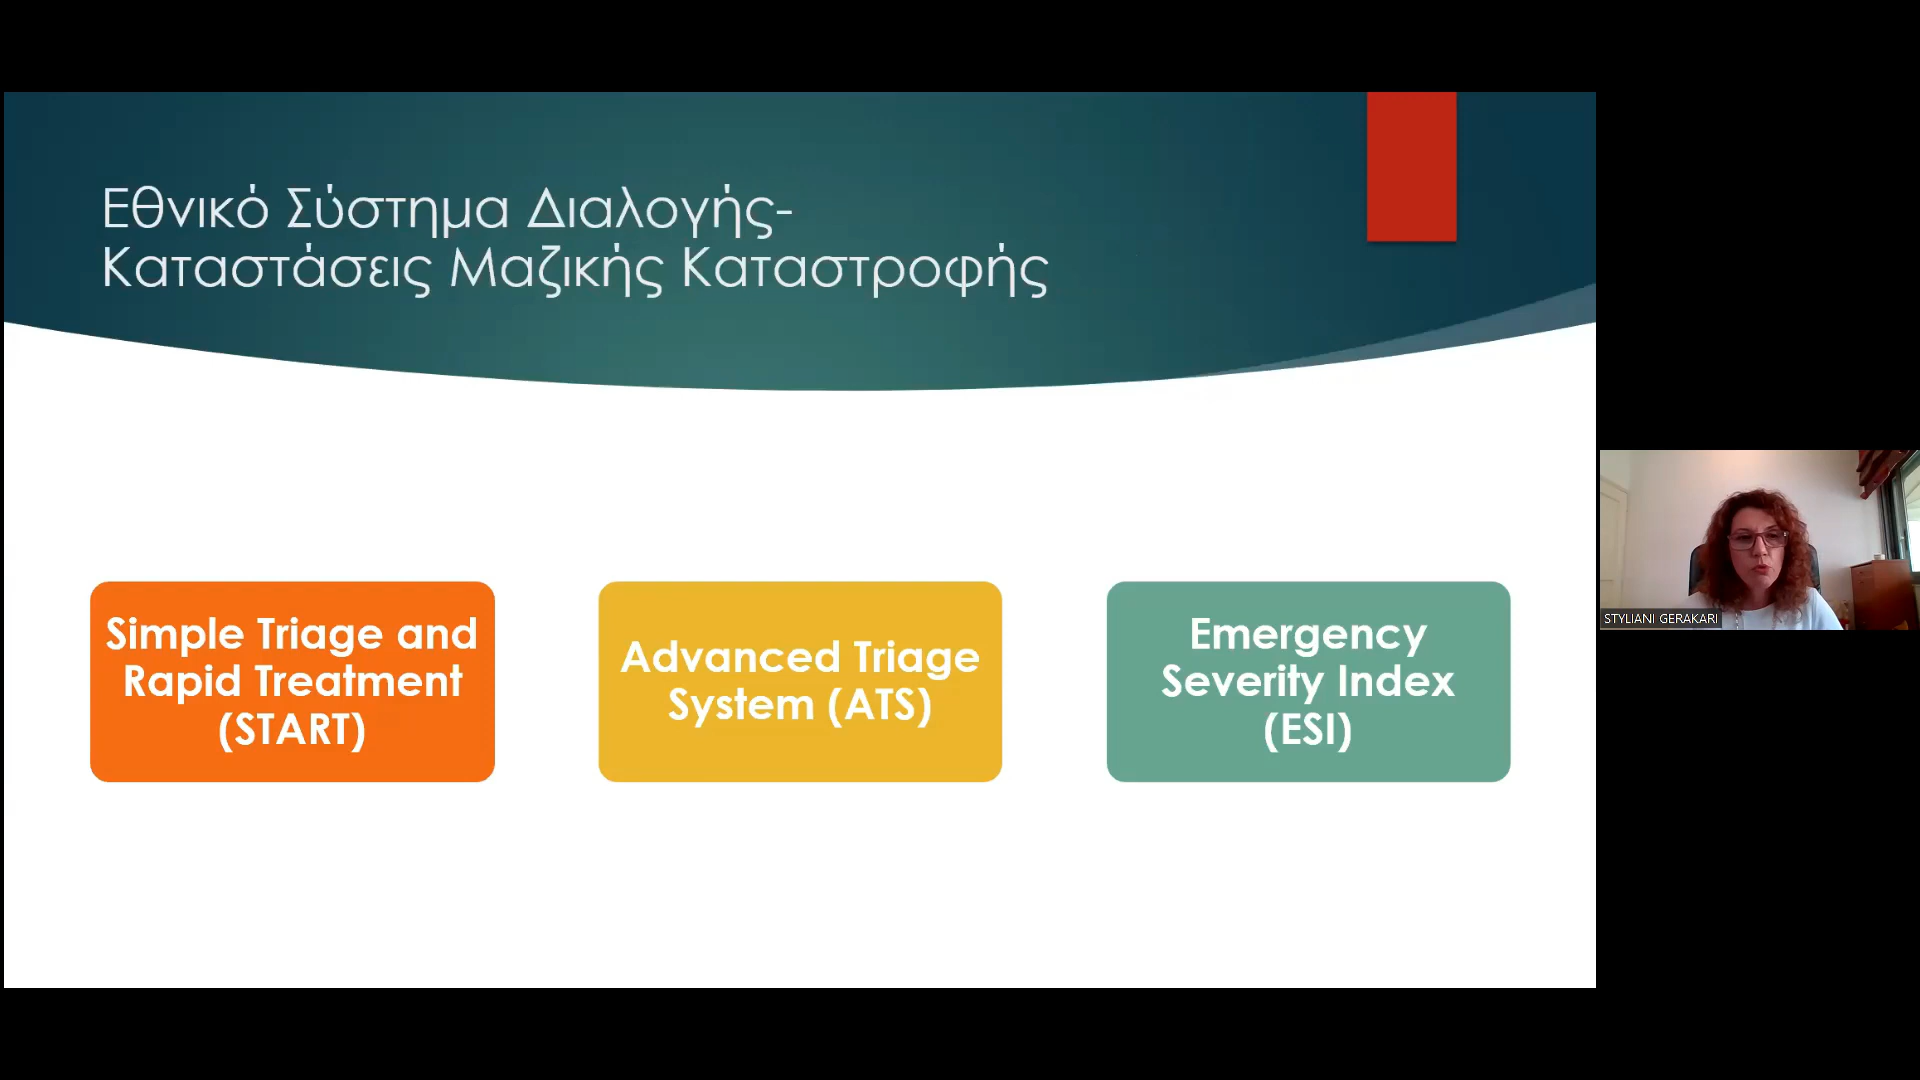 Εθνικό Σύστημα Διαλογής-
Καταστάσεις Μαζικής Καταστροφής
Simple Triage and
Rapid Treatment
(START)
Advanced Triage
System (ATS)
Emergency
Severity Index
(ESI)
STYLIANI GERAKARI